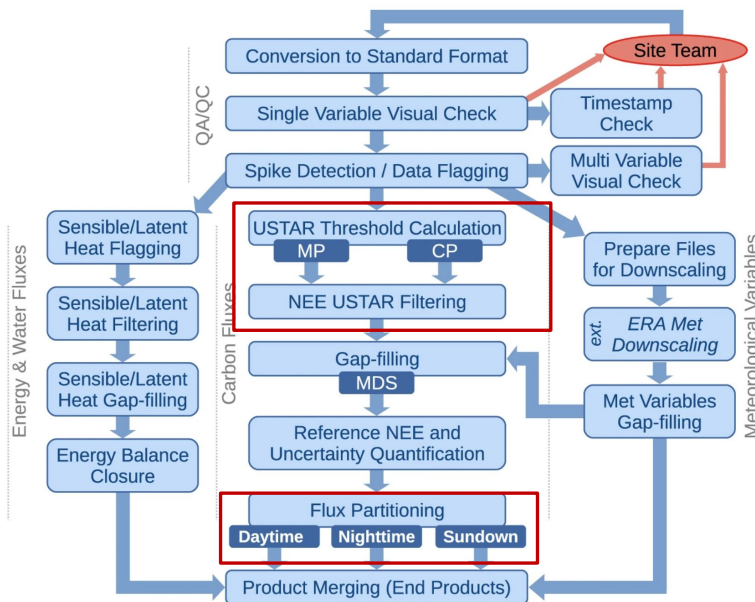 Conversion to Standard Format
Site Team
QA/QC
Single Variable Visual Check
Timestamp
Check
Spike Detection / Data Flagging
Multi Variable
Visual Check
Energy & Water Fluxes
Sensible/Latent
Heat Flagging
Sensible/Latent
Heat Filtering
Sensible/Latent
Heat Gap-filling
Energy Balance
Closure
Carbon Fluxes
USTAR Threshold Calculation
MP
CP
NEE USTAR Filtering
Gap-filling
MDS
Reference NEE and
Uncertainty Quantification
Flux Partitioning
Daytime
Nighttime
Sundown
Meteorological Variables
Prepare Files
for Downscaling
ext.
ERA Met
Downscaling
Met Variables
Gap-filling
Product Merging (End Products)